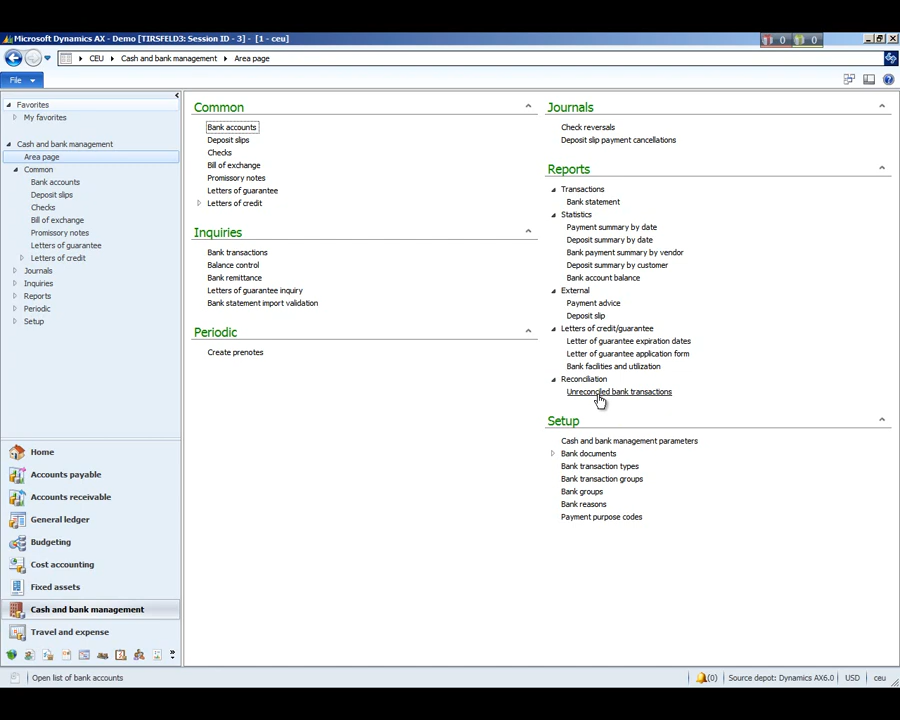 Microsoft Dynamics AX - Demo [TIRSFELD3: Session ID - 3] - [1 - ceu]
0 0
CEU Cash and bank management Area page
File
Favorites
My favorites
Cash and bank management
Area page
Common
Bank accounts
Deposit slips
Checks
Bill of exchange
Promissory notes
Letters of guarantee
Letters of credit
Journals
Inquiries
Reports
Periodic
Setup
Home
Accounts payable
Accounts receivable
General ledger
Budgeting
Cost accounting
Fixed assets
Cash and bank management
Travel and expense
Common
Bank accounts
Deposit slips
Checks
Bill of exchange
Promissory notes
Letters of guarantee
Letters of credit
Inquiries
Bank transactions
Balance control
Bank remittance
Letters of guarantee inquiry
Bank statement import validation
Periodic
Create prenotes
Journals
Check reversals
Deposit slip payment cancellations
Reports
Transactions
Bank statement
Statistics
Payment summary by date
Deposit summary by date
Bank payment summary by vendor
Deposit summary by customer
Bank account balance
External
Payment advice
Deposit slip
Letters of credit/guarantee
Letter of guarantee expiration dates
Letter of guarantee application form
Bank facilities and utilization
Reconciliation
Unreconciled bank transactions
Setup
Cash and bank management parameters
Bank documents
Bank transaction types
Bank transaction groups
Bank groups
Bank reasons
Payment purpose codes
Open list of bank accounts
(0) Source depot: Dynamics AX6.0 USD ceu